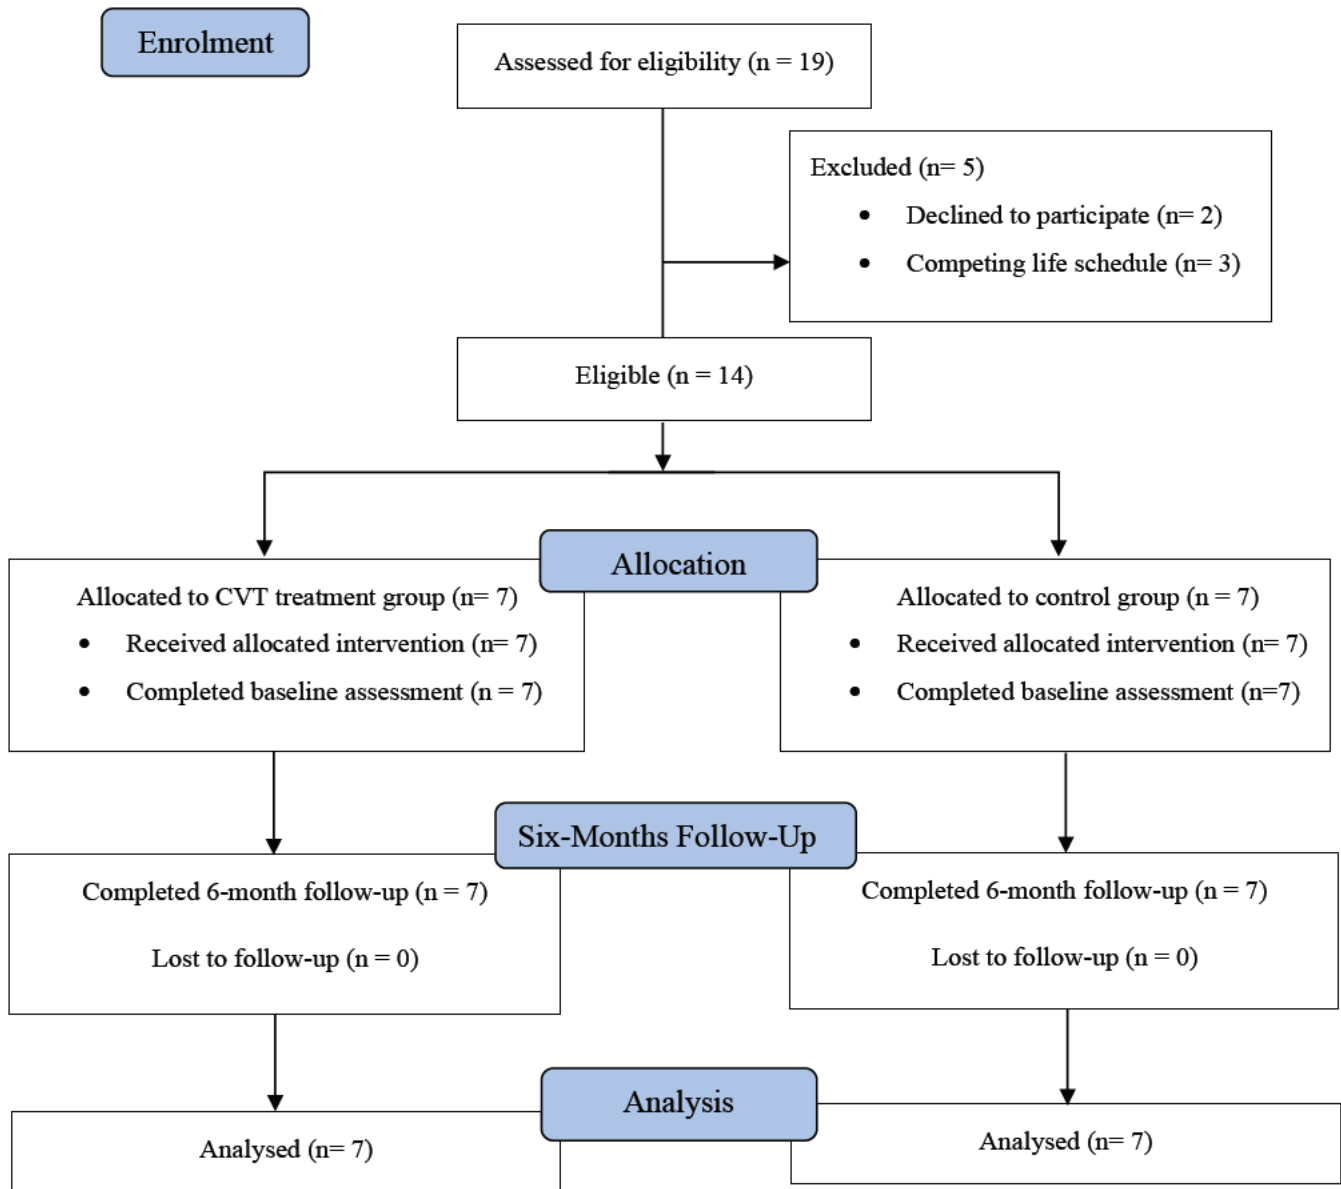 Enrolment
Assessed for eligibility (n = 19)
Excluded (n= 5)
• Declined to participate (n= 2)
• Competing life schedule (n= 3)
Eligible (n = 14)
Allocation
Allocated to CVT treatment group (n= 7)
• Received allocated intervention (n= 7)
• Completed baseline assessment (n = 7)
Allocated to control group (n = 7)
• Received allocated intervention (n= 7)
• Completed baseline assessment (n=7)
Six-Months Follow-Up
Completed 6-month follow-up (n = 7)
Lost to follow-up (n = 0)
Completed 6-month follow-up (n = 7)
Lost to follow-up (n = 0)
Analysis
Analysed (n= 7)
Analysed (n= 7)